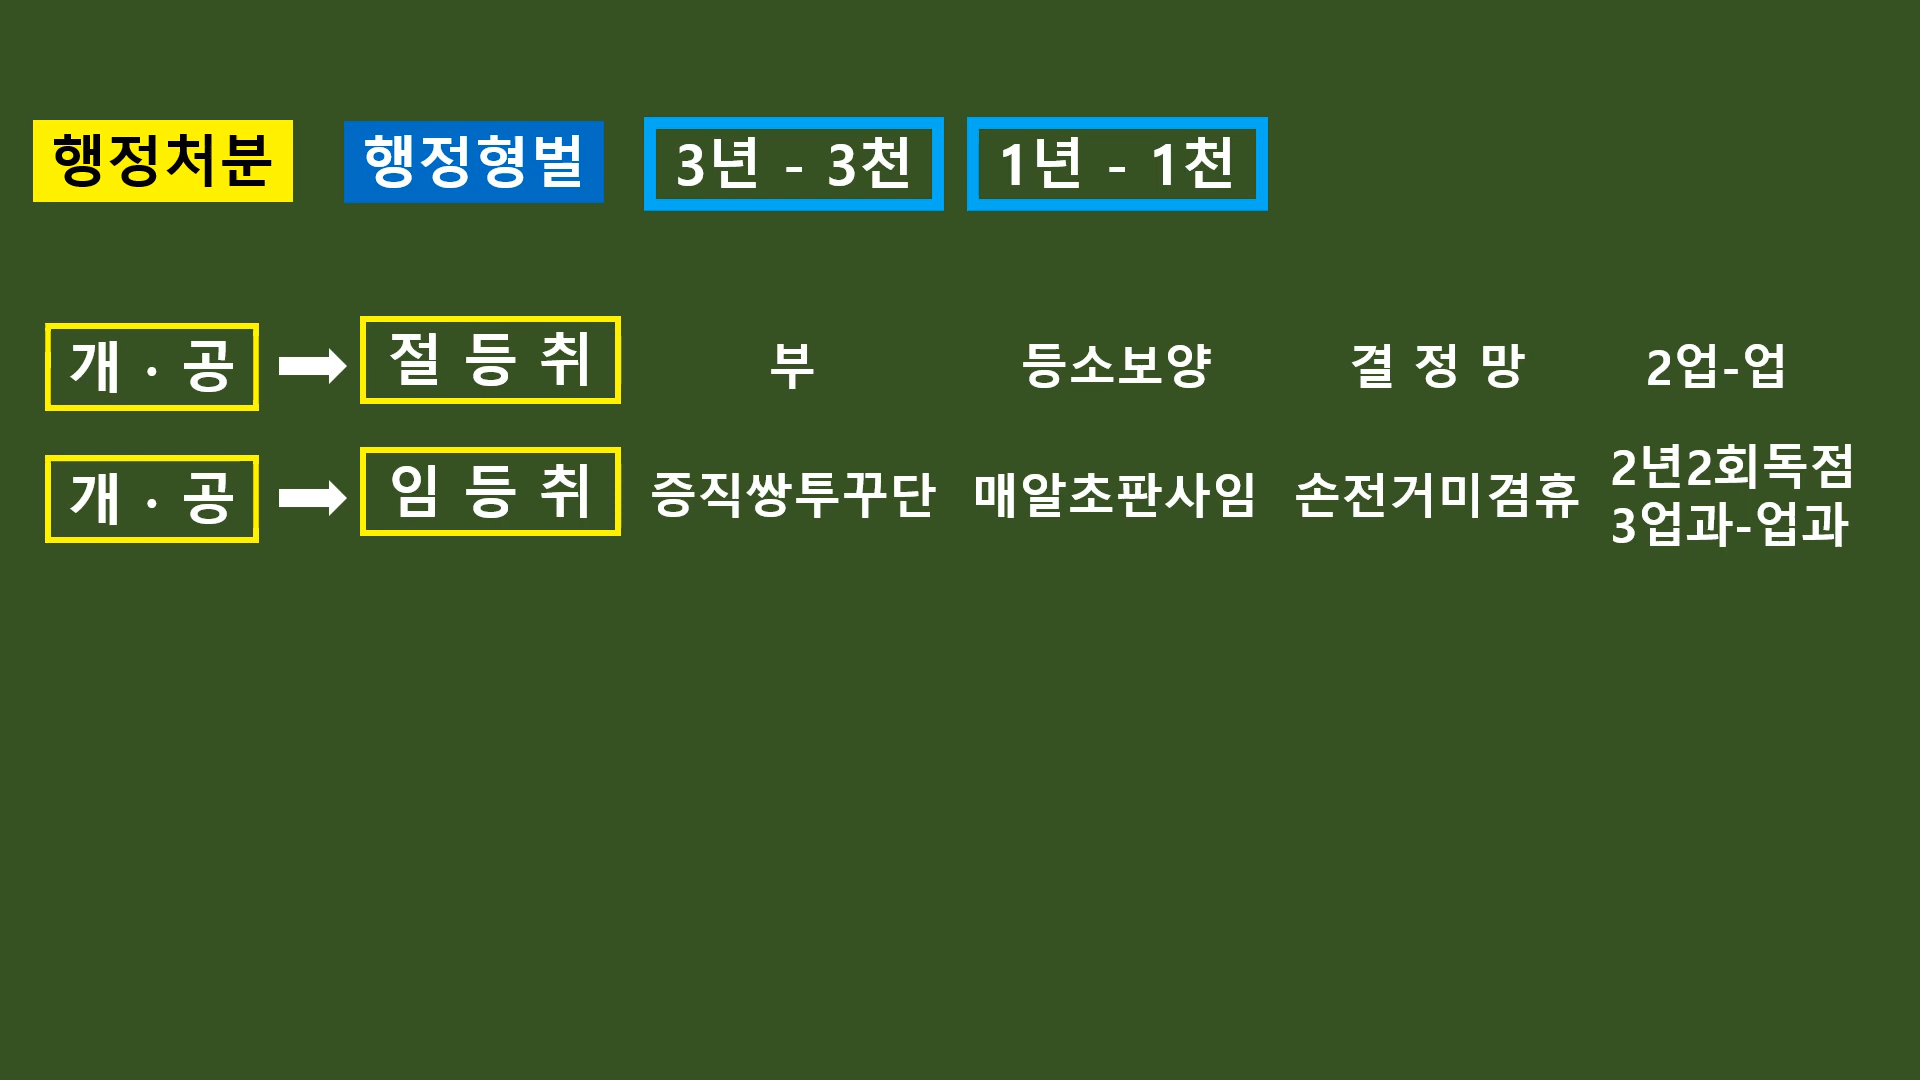 행정처분 행정형벌 3년 - 3천 1년 - 1천
개 · 공 절 등 취 부 등소보양 결 정 망 2업-업
개 · 공 임 등 취 증직쌍투꾸단 매알초판사임 손전거미겸휴 2년2회독점
3업과-업과